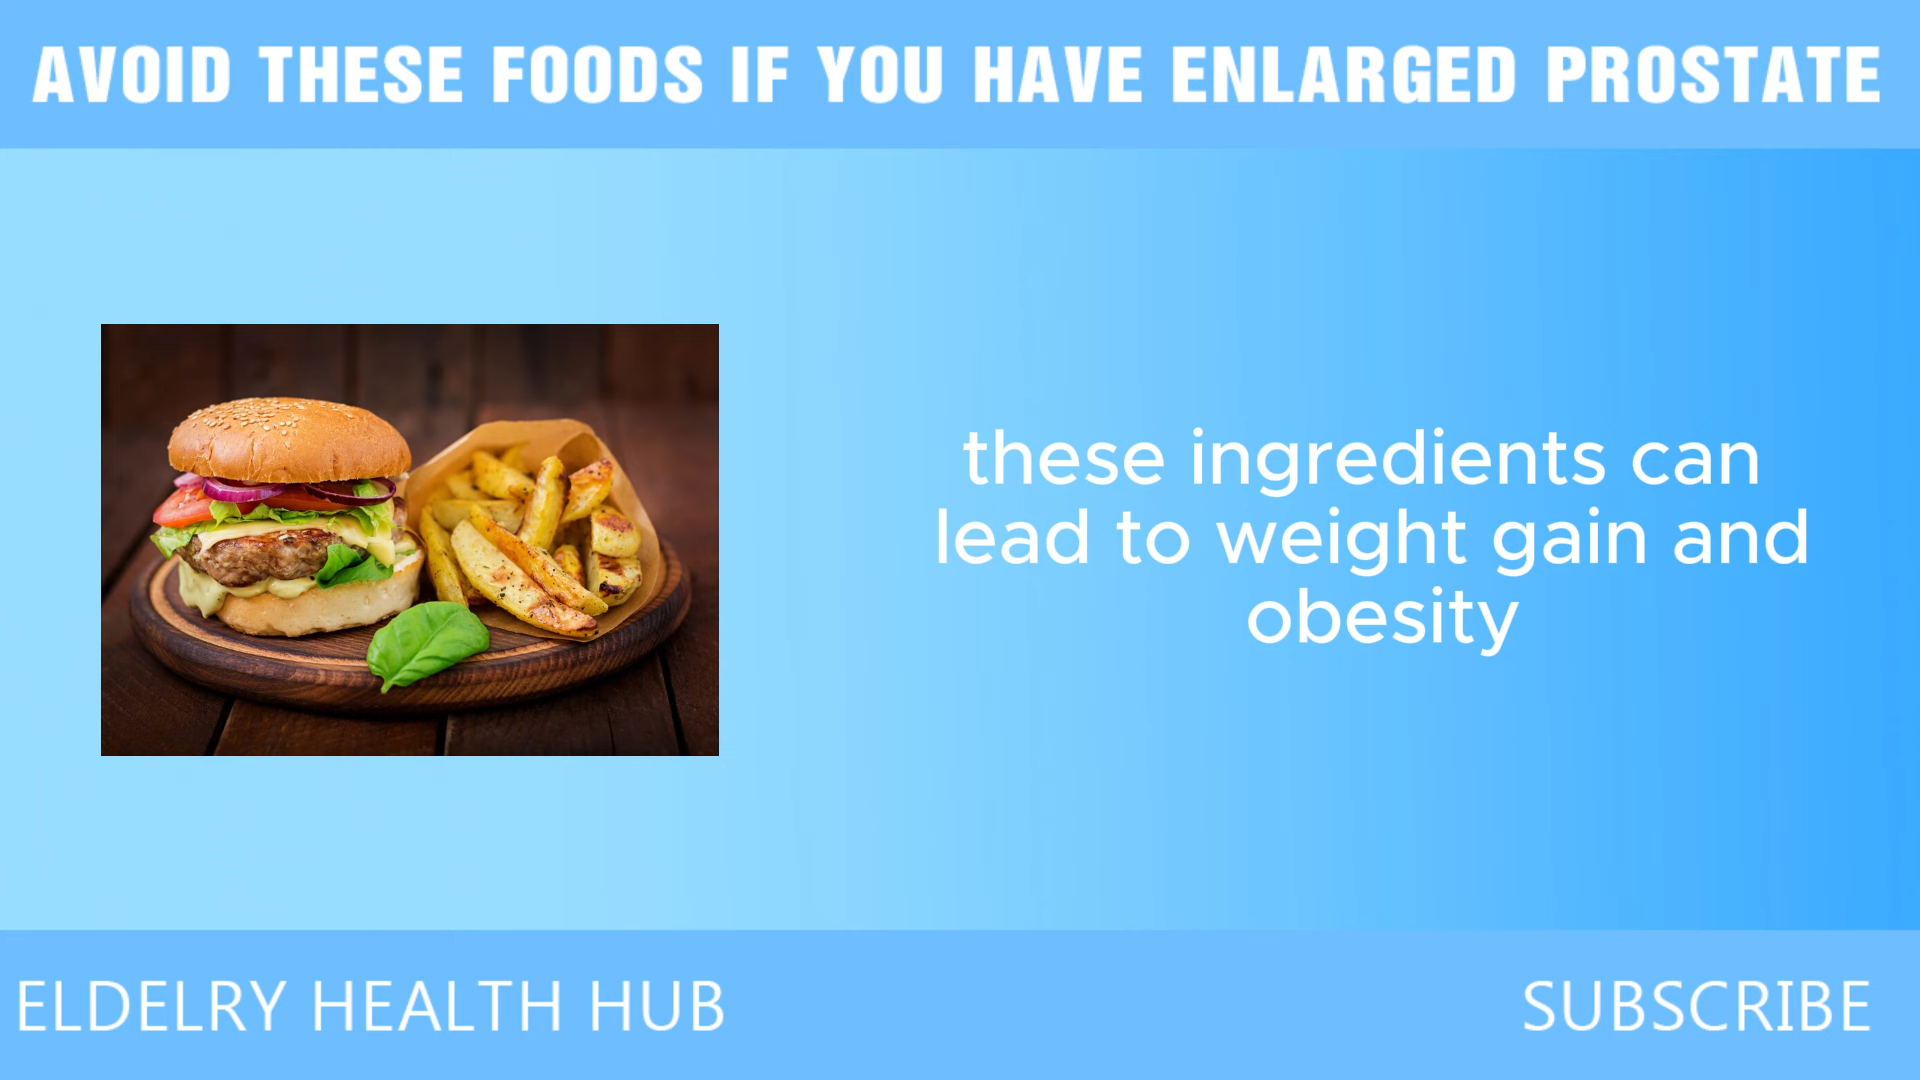 AVOID THESE FOODS IF YOU HAVE ENLARGED PROSTATE
these ingredients can
lead to weight gain and
obesity
ELDELRY HEALTH HUB
SUBSCRIBE